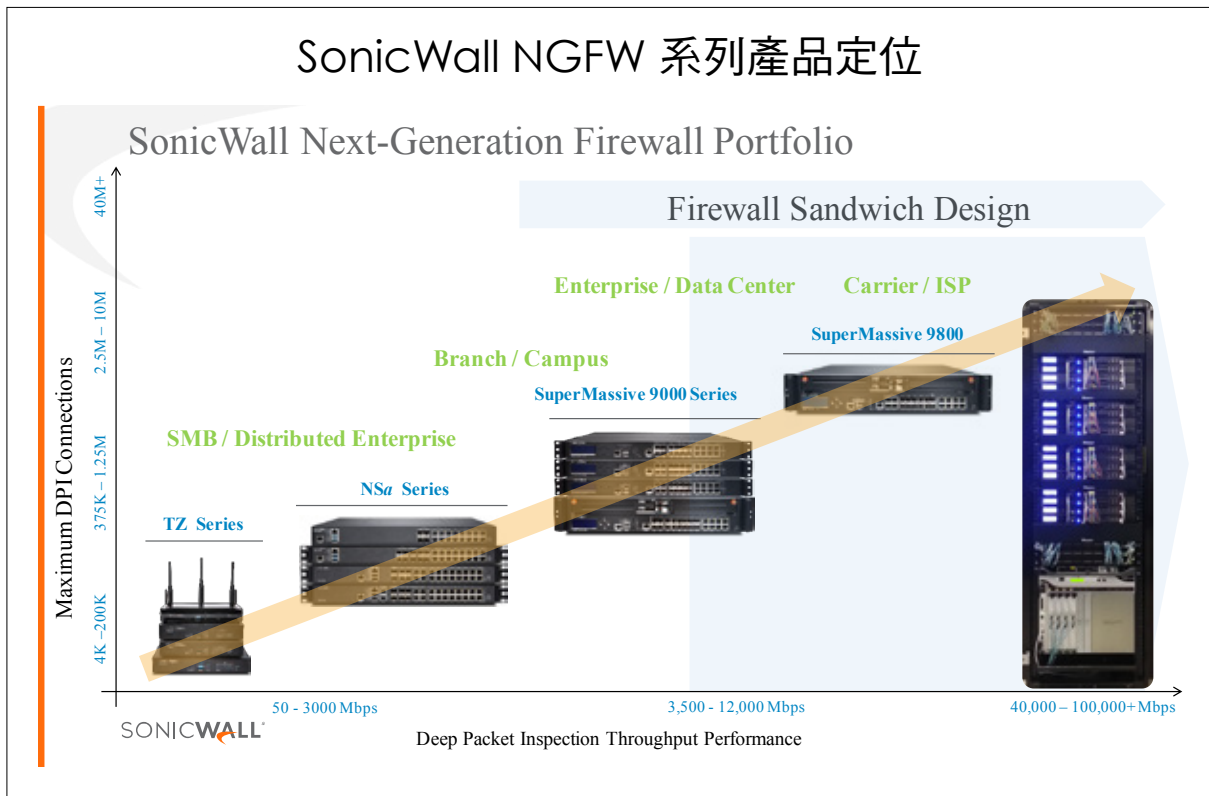 SonicWall NGFW 系列產品定位
SonicWall Next-Generation Firewall Portfolio
Firewall Sandwich Design
Enterprise / Data Center
Carrier / ISP
SuperMassive 9800
Branch / Campus
SuperMassive 9000 Series
SMB / Distributed Enterprise
NSa Series
TZ Series
Maximum DPI Connections
40M+
2.5M – 10M
375K – 1.25M
4K –200K
50 - 3000 Mbps
3,500 - 12,000 Mbps
40,000 – 100,000+ Mbps
SONICWALL
Deep Packet Inspection Throughput Performance